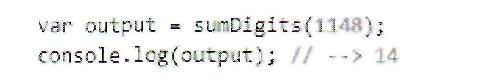 var output = sumDigits(1148);
console.log(output); // --> 14